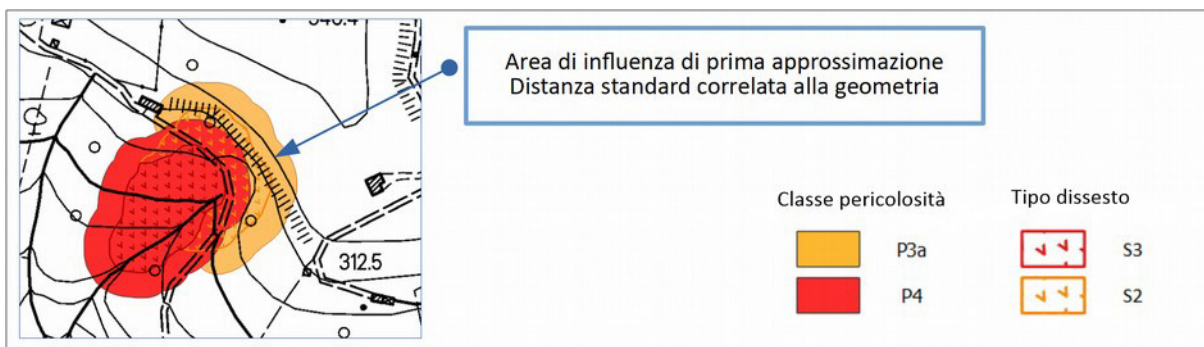 Area di influenza di prima approssimazione
Distanza standard correlata alla geometria
312.5
Classe pericolosità
Tipo dissesto
P3a
S3
P4
S2